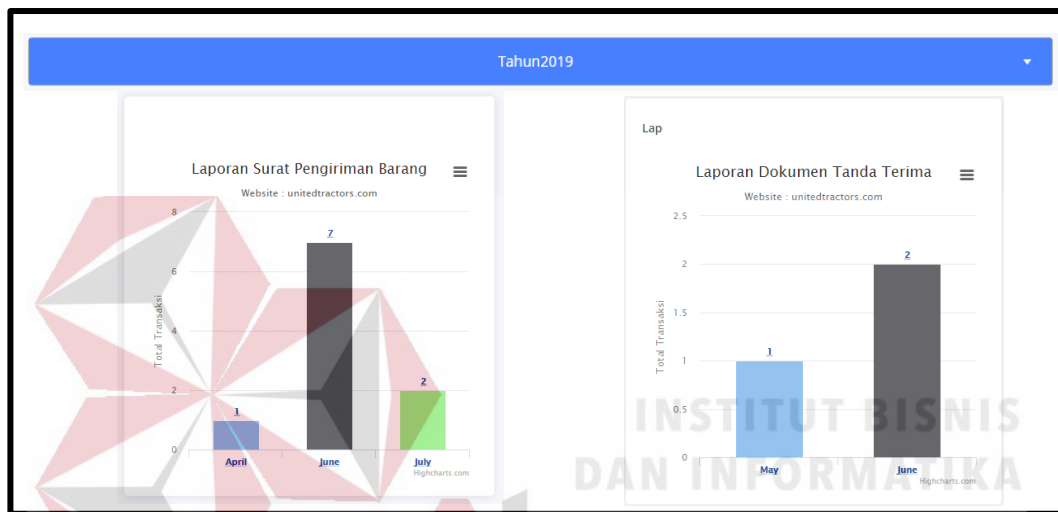 Tahun2019
Laporan Surat Pengiriman Barang
Website : unitedtractors.com
8
6
4
2
0
Total Transaksi
1
7
2
April
June
July
Highcharts.com
Lap
Laporan Dokumen Tanda Terima
Website : unitedtractors.com
2.5
2
1.5
1
0.5
0
Total Transaksi
1
2
May
June
Highcharts.com
INSTITUT BISNIS
DAN INFORMATIKA